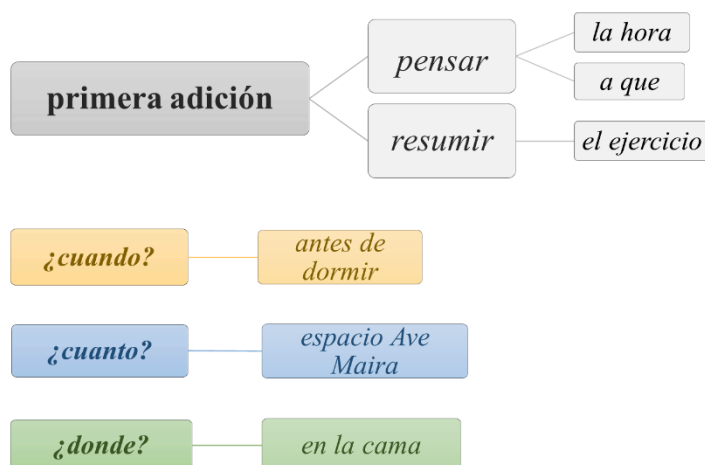 primera adición
pensar
la hora
a que
resumir
el ejercicio
¿cuando?
antes de
dormir
¿cuanto?
espacio Ave
Maira
¿donde?
en la cama